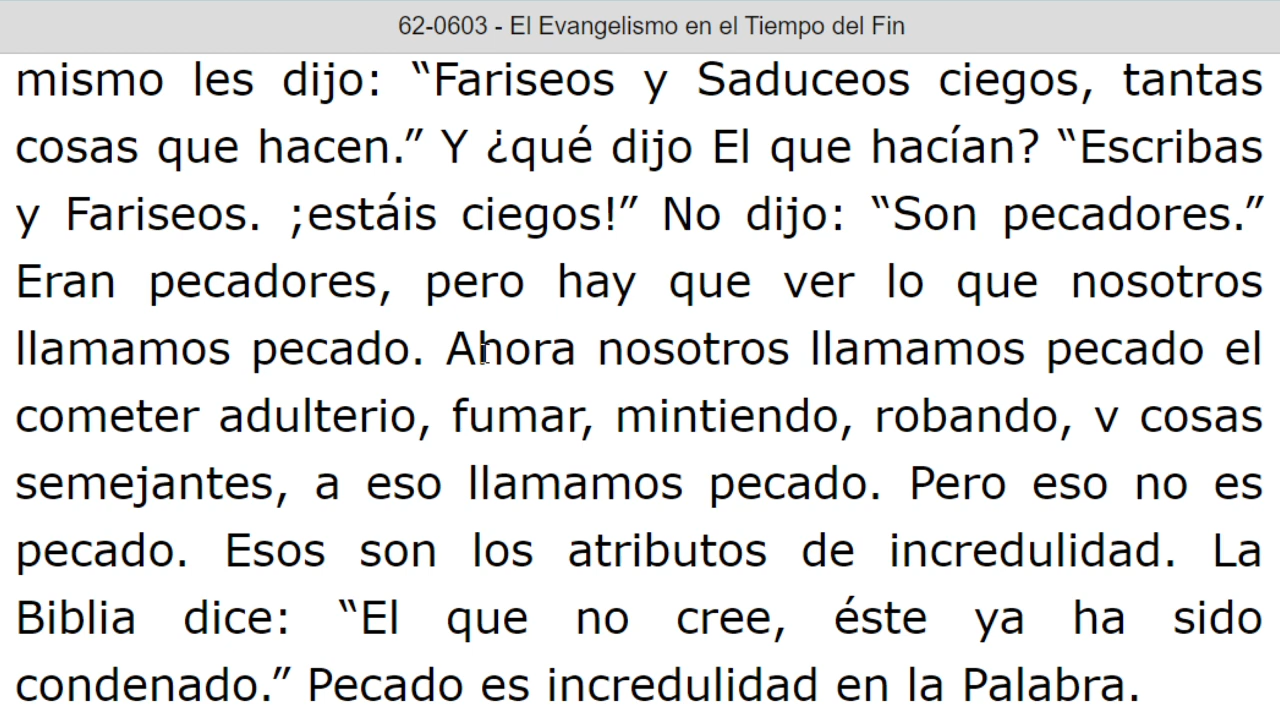 62-0603 - El Evangelismo en el Tiempo del Fin
mismo les dijo: “Fariseos y Saduceos ciegos, tantas
cosas que hacen.” Y ¿qué dijo El que hacían? “Escribas
y Fariseos. ;estáis ciegos!” No dijo: “Son pecadores.”
Eran pecadores, pero hay que ver lo que nosotros
llamamos pecado. Ahora nosotros llamamos pecado el
cometer adulterio, fumar, mintiendo, robando, v cosas
semejantes, a eso llamamos pecado. Pero eso no es
pecado. Esos son los atributos de incredulidad. La
Biblia dice: “El que no cree, éste ya ha sido
condenado.” Pecado es incredulidad en la Palabra.